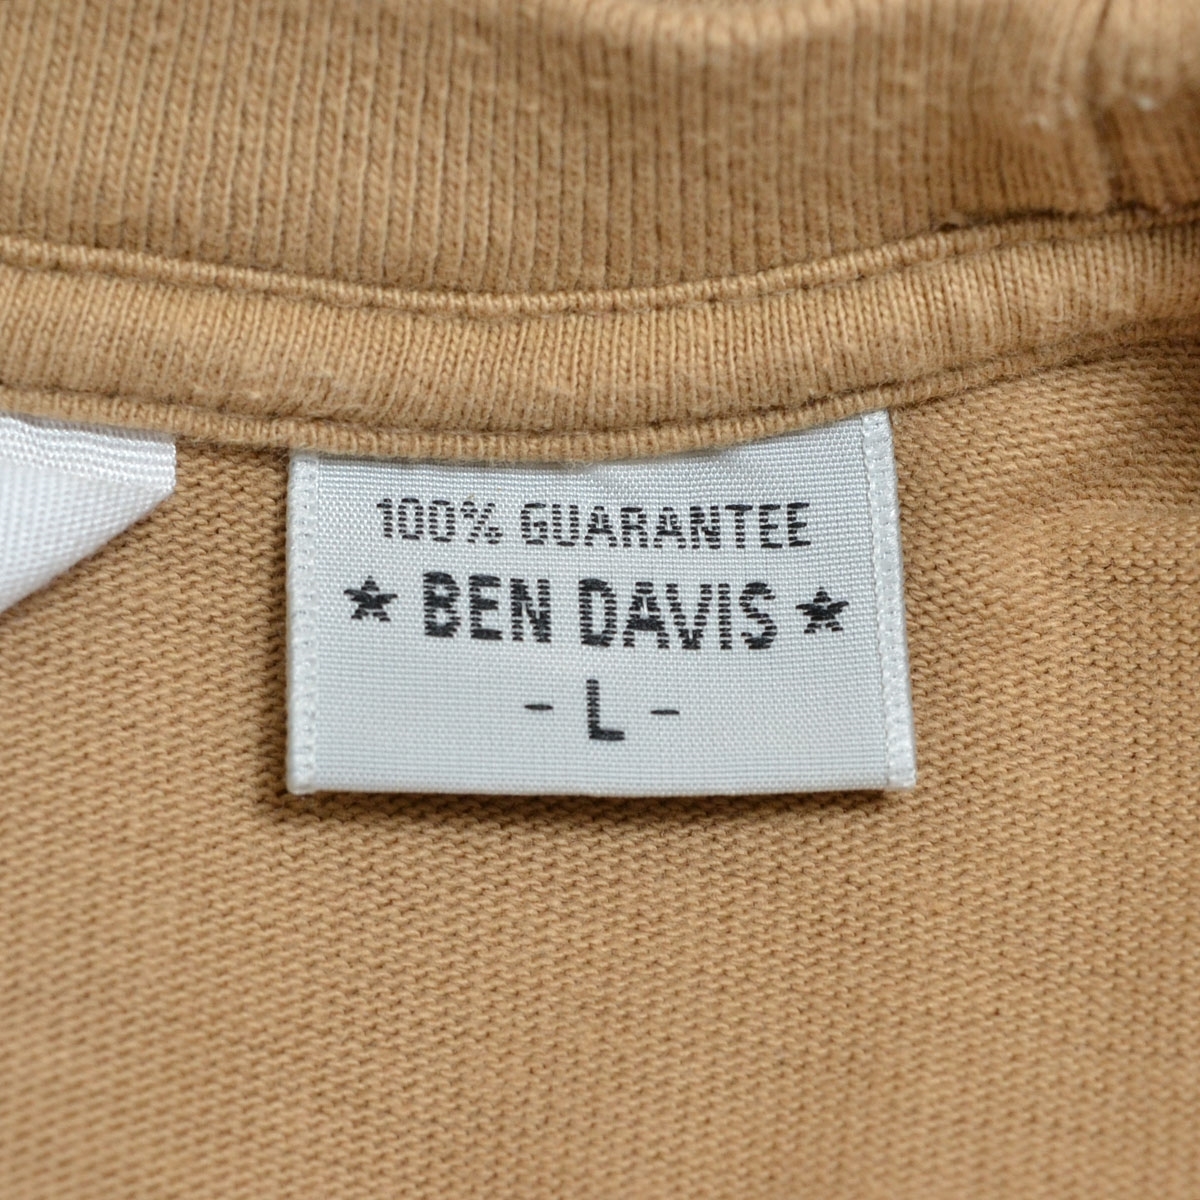 100% GUARANTEE
★ BEN DAVIS ★
- L -